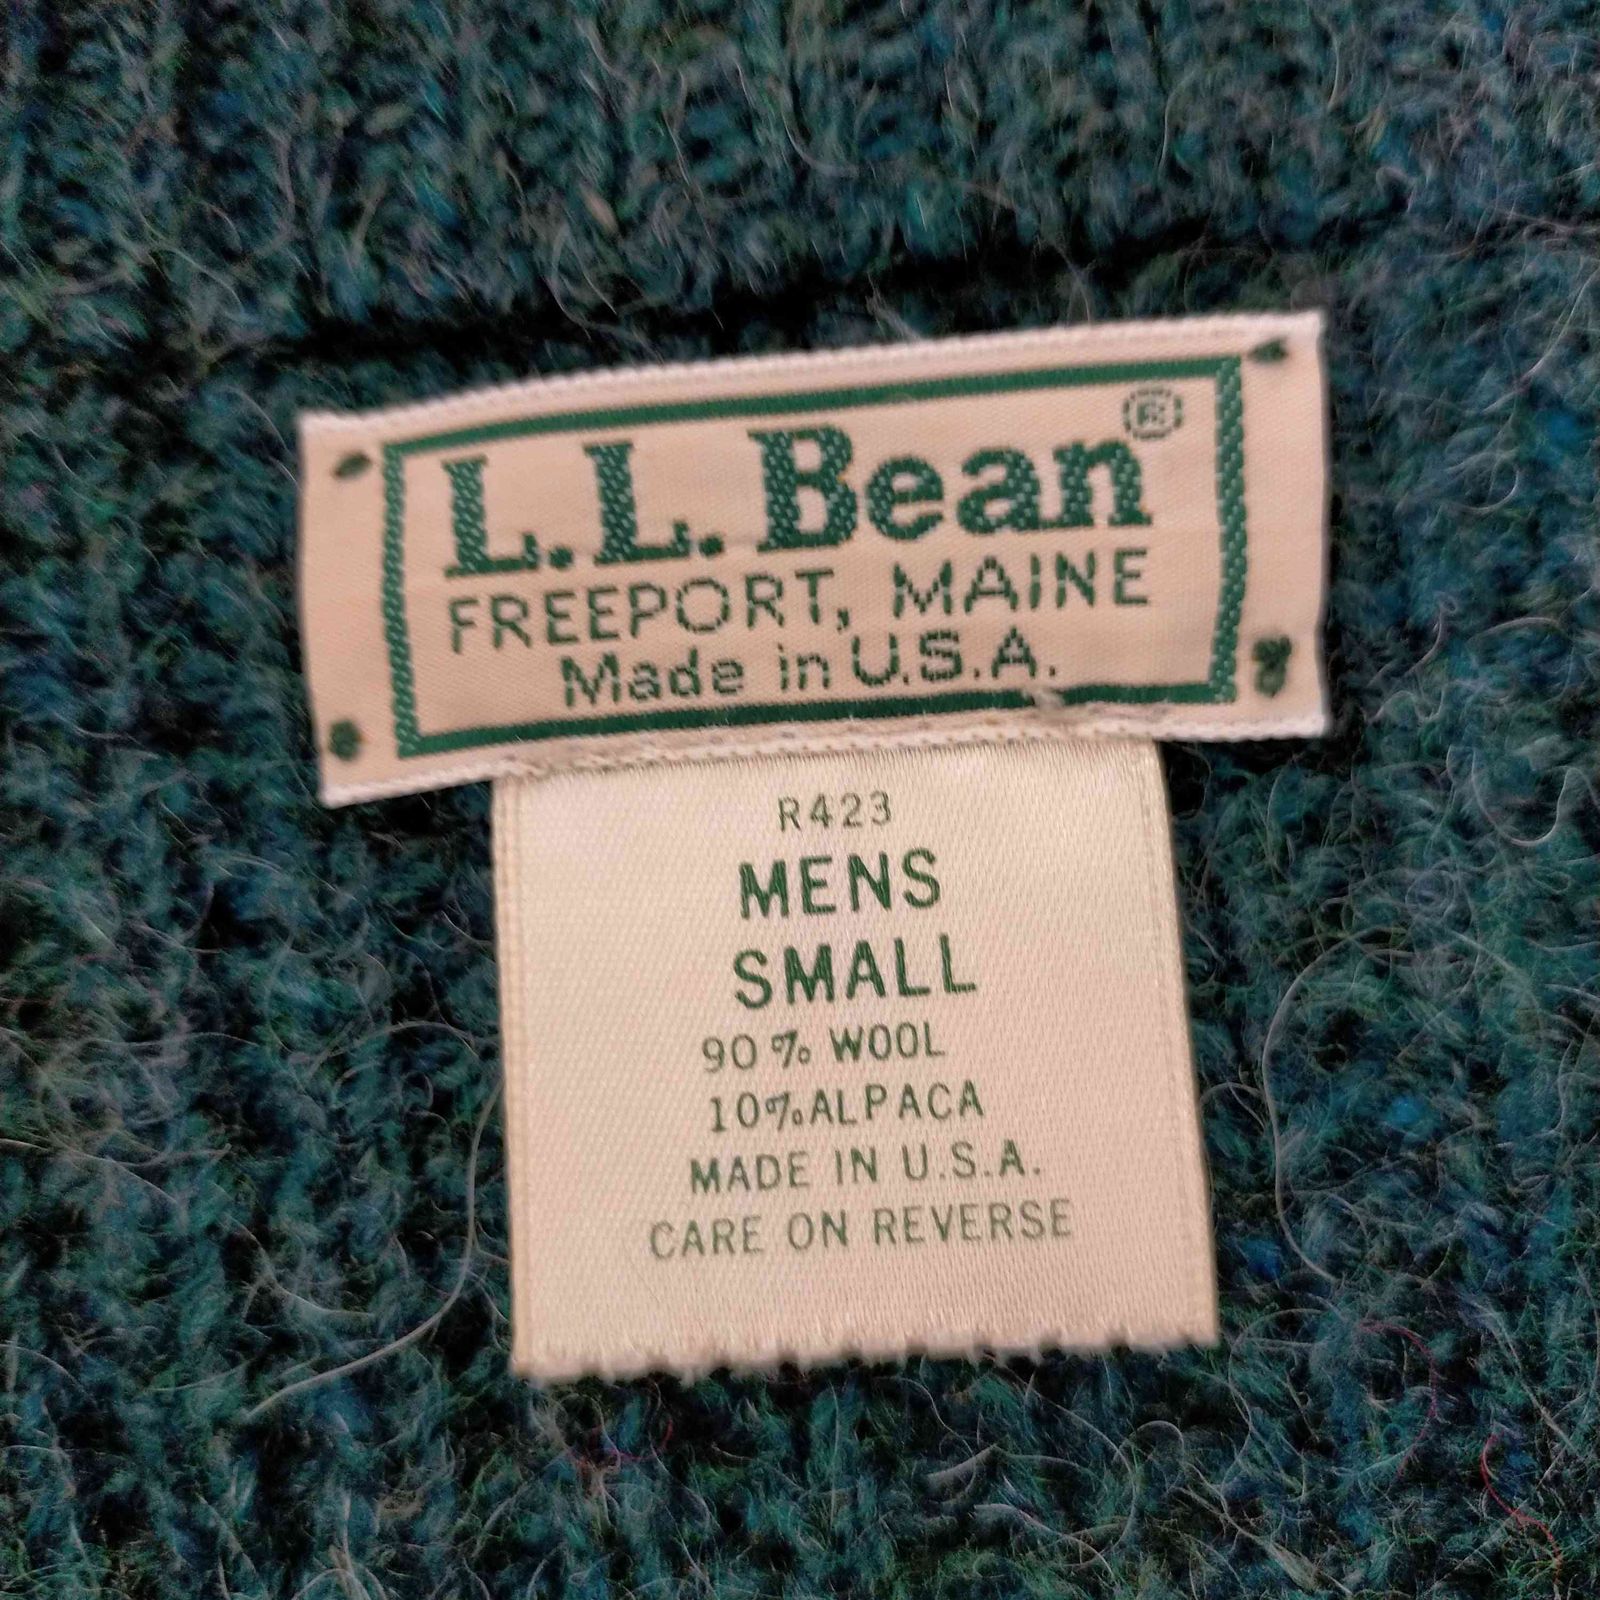 L.L.Bean®
FREEPORT, MAINE
Made in U.S.A.
R423
MENS
SMALL
90% WOOL
10% ALPACA
MADE IN U.S.A.
CARE ON REVERSE